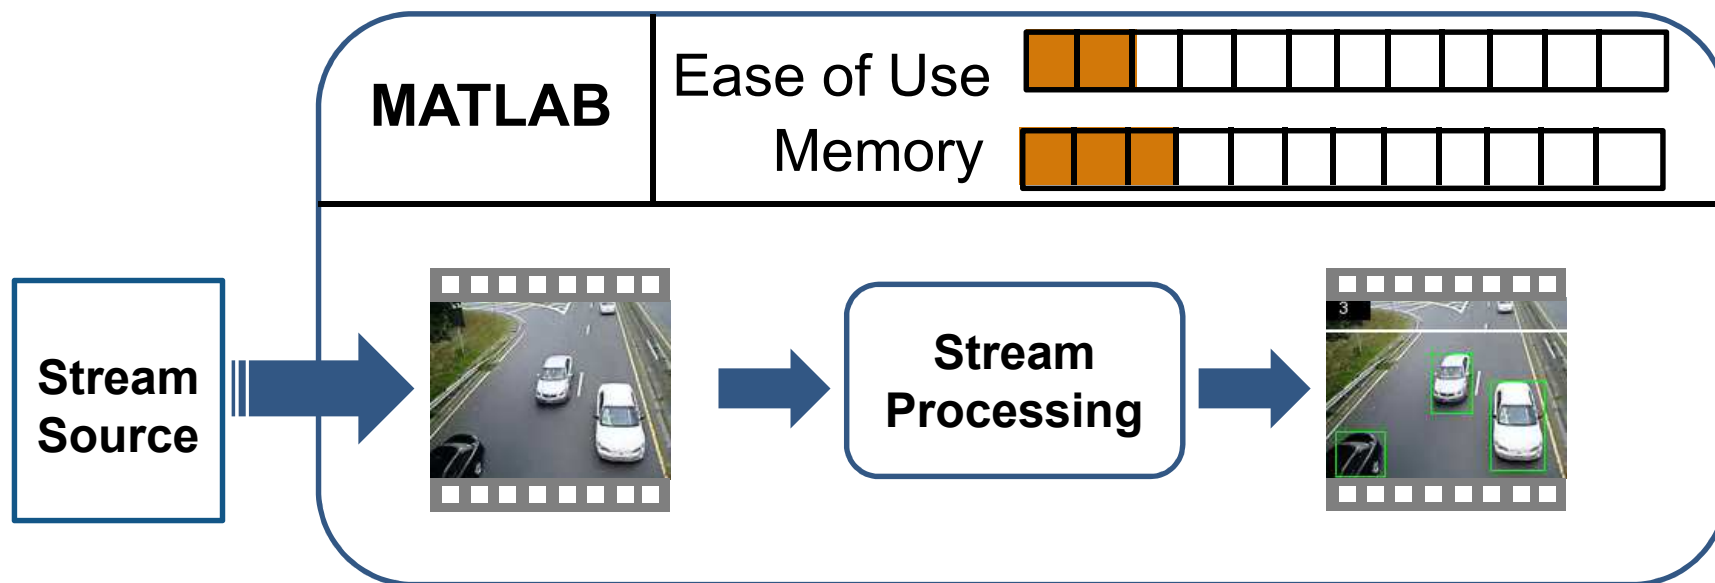 MATLAB
Ease of Use
Memory
Stream
Source
Stream
Processing
3